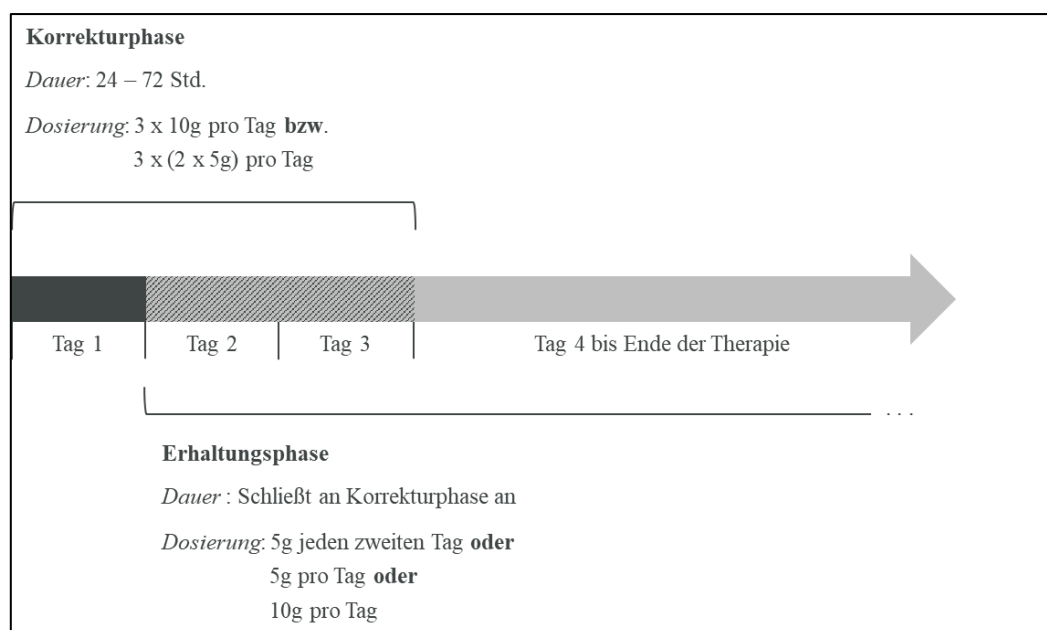 Korrekturphase
Dauer: 24 – 72 Std.
Dosierung: 3 x 10g pro Tag bzw.
3 x (2 x 5g) pro Tag
Tag 1
Tag 2
Tag 3
Tag 4 bis Ende der Therapie
. . .
Erhaltungsphase
Dauer : Schließt an Korrekturphase an
Dosierung: 5g jeden zweiten Tag oder
5g pro Tag oder
10g pro Tag